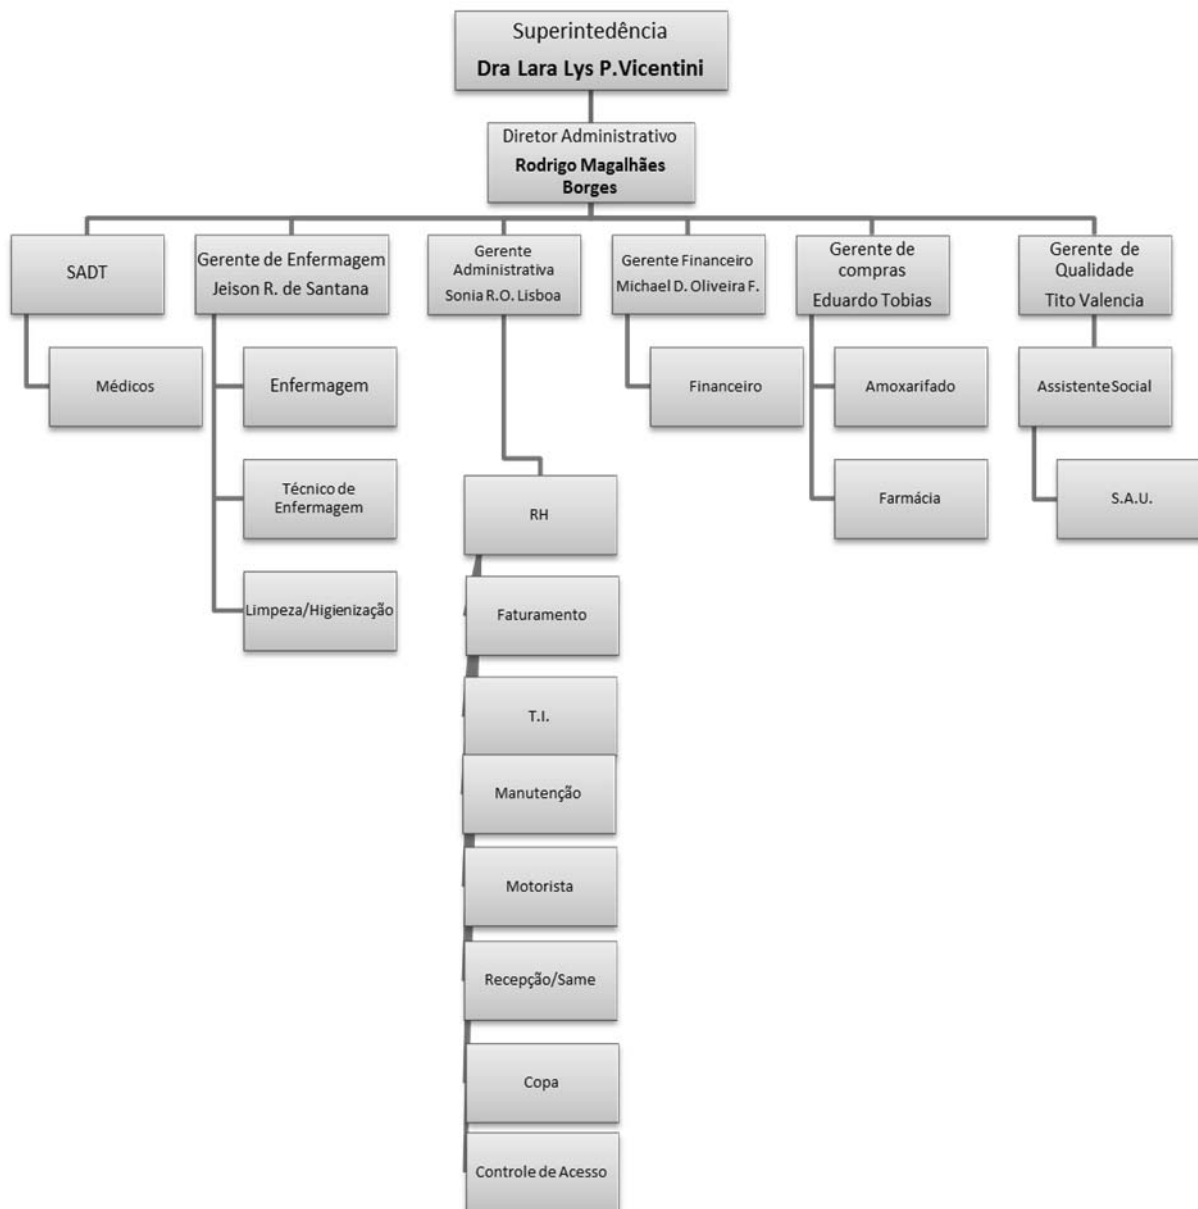 Superintedência
Dra Lara Lys P.Vicentini
Diretor Administrativo
Rodrigo Magalhães
Borges
SADT
Gerente de Enfermagem
Jeison R. de Santana
Gerente
Administrativa
Sonia R.O. Lisboa
Gerente Financeiro
Michael D. Oliveira F.
Gerente de
compras
Eduardo Tobias
Gerente de
Qualidade
Tito Valencia
Médicos
Enfermagem
Financeiro
Amoxarifado
Assistente Social
Técnico de
Enfermagem
RH
Farmácia
S.A.U.
Limpeza/Higienização
Faturamento
T.I.
Manutenção
Motorista
Recepção/Same
Copa
Controle de Acesso